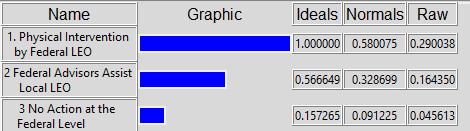 Name Graphic Ideals Normals Raw
1. Physical Intervention
by Federal LEO 1.000000 0.580075 0.290038
2 Federal Advisors Assist
Local LEO 0.566649 0.328699 0.164350
3 No Action at the
Federal Level 0.157265 0.091225 0.045613